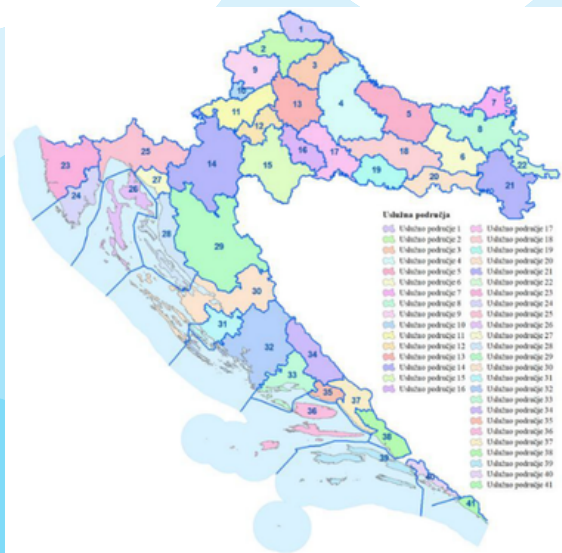 1
2
3
9
10
13
4
5
7
8
11
12
6
22
16
17
18
14
15
19
20
21
23
25
24
26
27
28
29
30
31
32
34
33
35
36
37
38
39
40
41
Uslužna područja
Uslužno područje 1
Uslužno područje 2
Uslužno područje 3
Uslužno područje 4
Uslužno područje 5
Uslužno područje 6
Uslužno područje 7
Uslužno područje 8
Uslužno područje 9
Uslužno područje 10
Uslužno područje 11
Uslužno područje 12
Uslužno područje 13
Uslužno područje 14
Uslužno područje 15
Uslužno područje 16
Uslužno područje 17
Uslužno područje 18
Uslužno područje 19
Uslužno područje 20
Uslužno područje 21
Uslužno područje 22
Uslužno područje 23
Uslužno područje 24
Uslužno područje 25
Uslužno područje 26
Uslužno područje 27
Uslužno područje 28
Uslužno područje 29
Uslužno područje 30
Uslužno područje 31
Uslužno područje 32
Uslužno područje 33
Uslužno područje 34
Uslužno područje 35
Uslužno područje 36
Uslužno područje 37
Uslužno područje 38
Uslužno područje 39
Uslužno područje 40
Uslužno područje 41